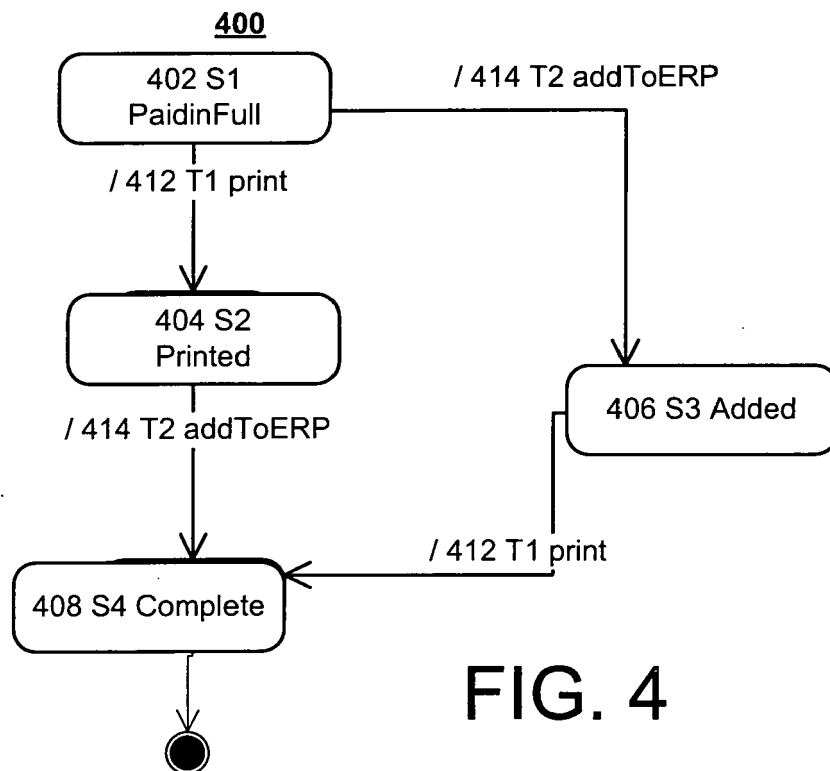 400
402 S1
PaidinFull
/ 414 T2 addToERP
/ 412 T1 print
404 S2
Printed
406 S3 Added
/ 414 T2 addToERP
/ 412 T1 print
408 S4 Complete
FIG. 4